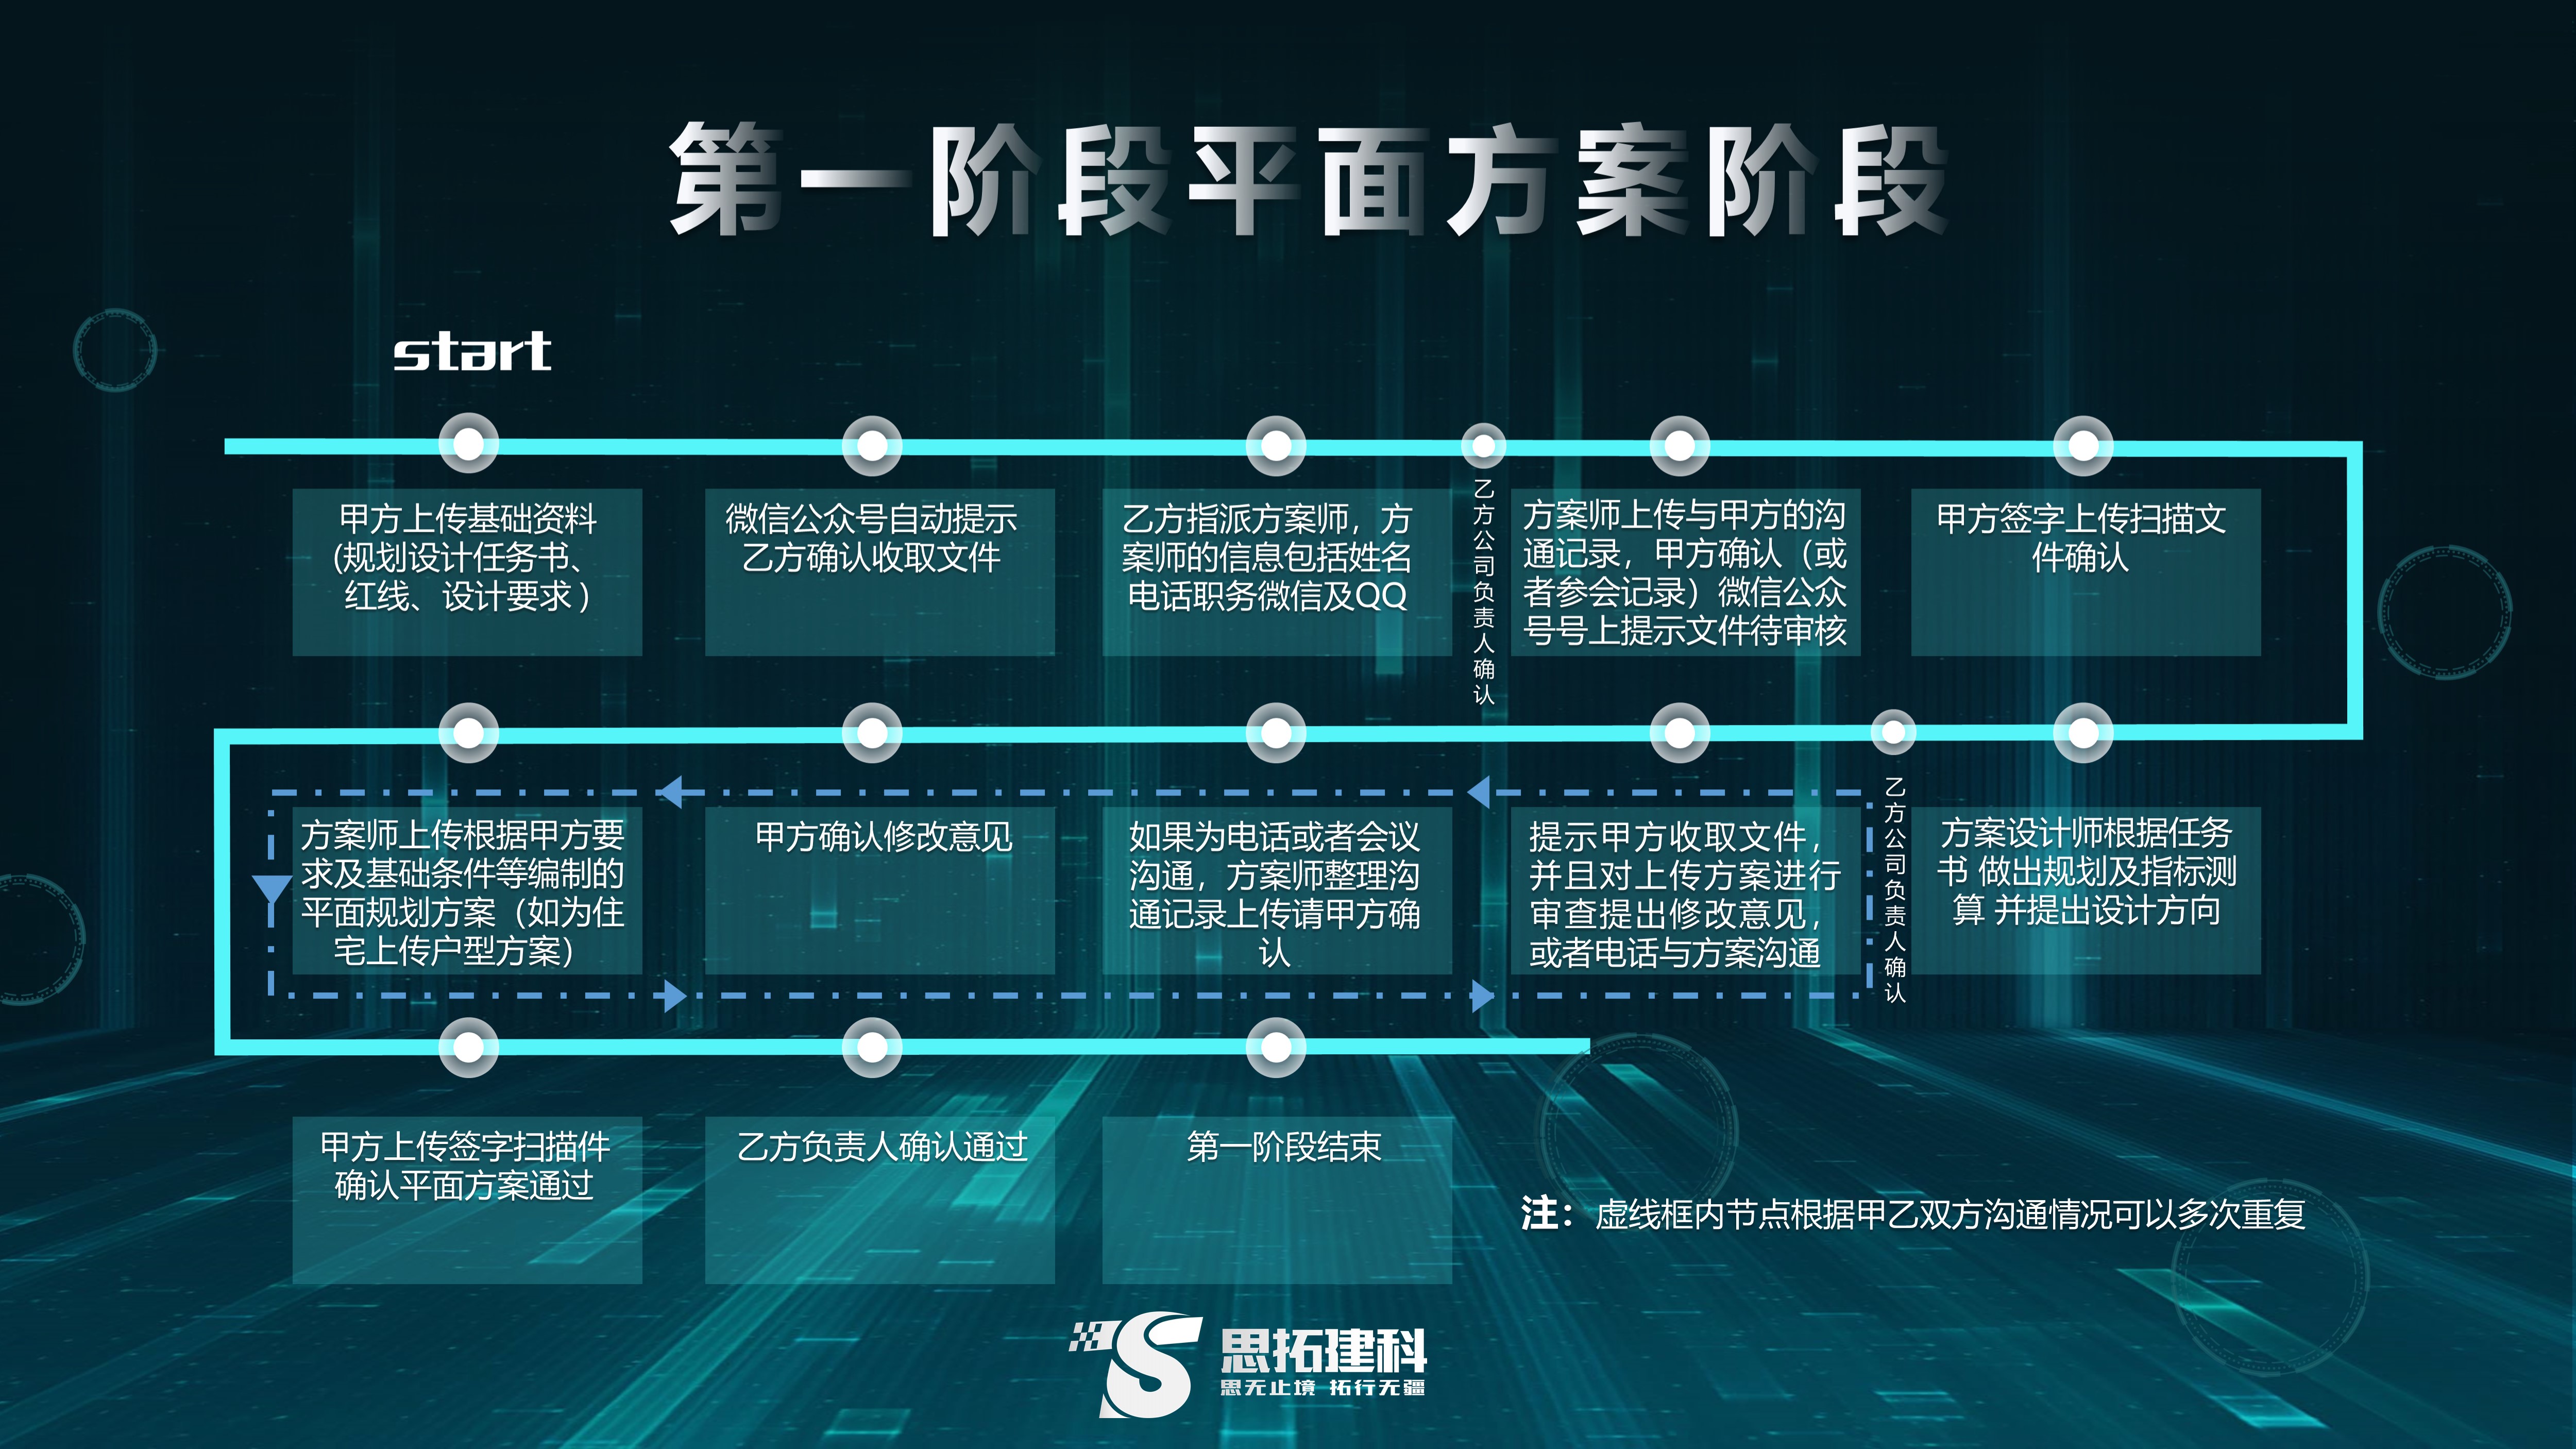 第一阶段平面方案阶段
start
甲方上传基础资料
(规划设计任务书、
红线、设计要求 )
微信公众号自动提示
乙方确认收取文件
乙方指派方案师，方
案师的信息包括姓名
电话职务微信及QQ
乙方公司负责人确认
方案师上传与甲方的沟
通记录，甲方确认（或
者参会记录）微信公众
号号上提示文件待审核
甲方签字上传扫描文
件确认
方案师上传根据甲方要
求及基础条件等编制的
平面规划方案（如为住
宅上传户型方案）
甲方确认修改意见
如果为电话或者会议
沟通，方案师整理沟
通记录上传请甲方确
认
提示甲方收取文件，
并且对上传方案进行
审查提出修改意见，
或者电话与方案沟通
乙方公司负责人确认
方案设计师根据任务
书 做出规划及指标测
算 并提出设计方向
甲方上传签字扫描件
确认平面方案通过
乙方负责人确认通过
第一阶段结束
注：虚线框内节点根据甲乙双方沟通情况可以多次重复
思拓建科
思无止境 拓行无疆